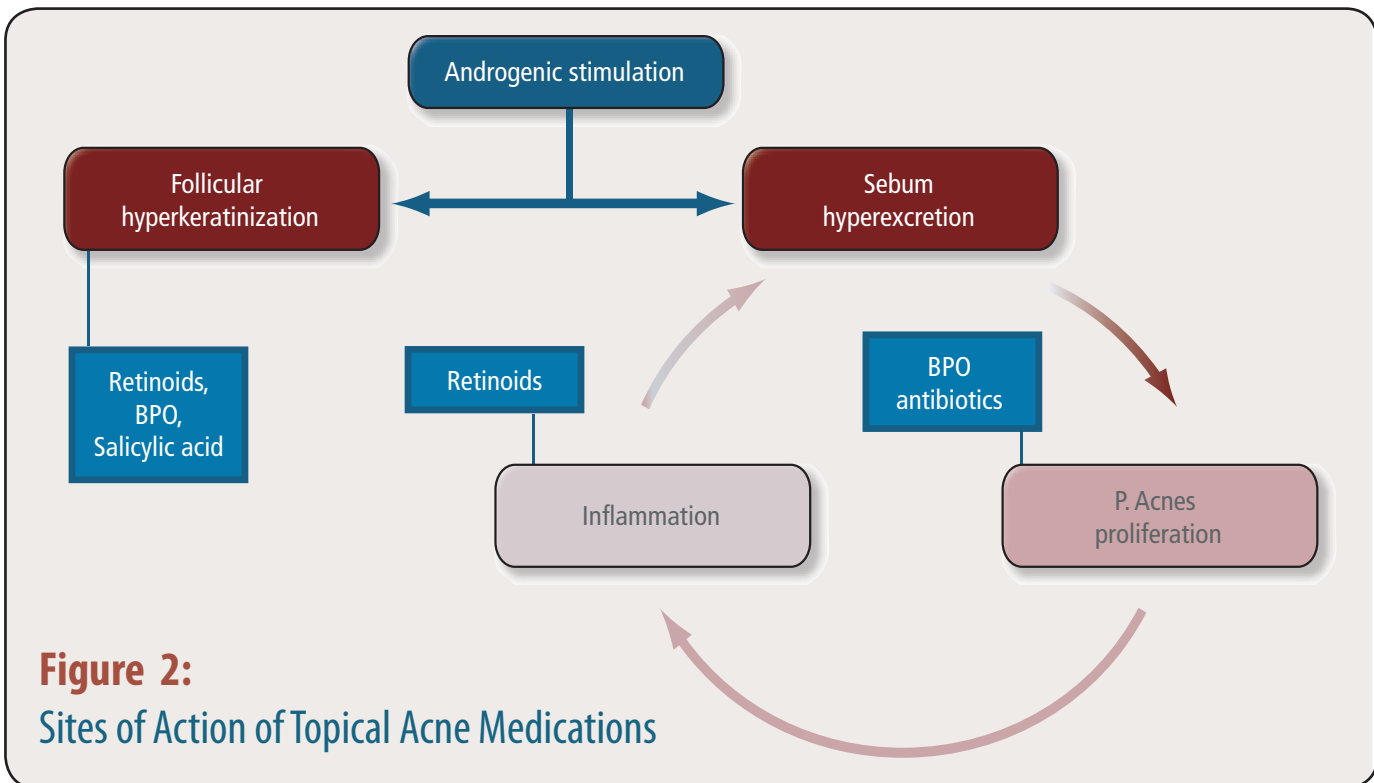 Androgenic stimulation
Follicular
hyperkeratinization
Sebum
hyperexcretion
Retinoids,
BPO,
Salicylic acid
Retinoids
BPO
antibiotics
Inflammation
P. Acnes
proliferation
Figure 2:
Sites of Action of Topical Acne Medications